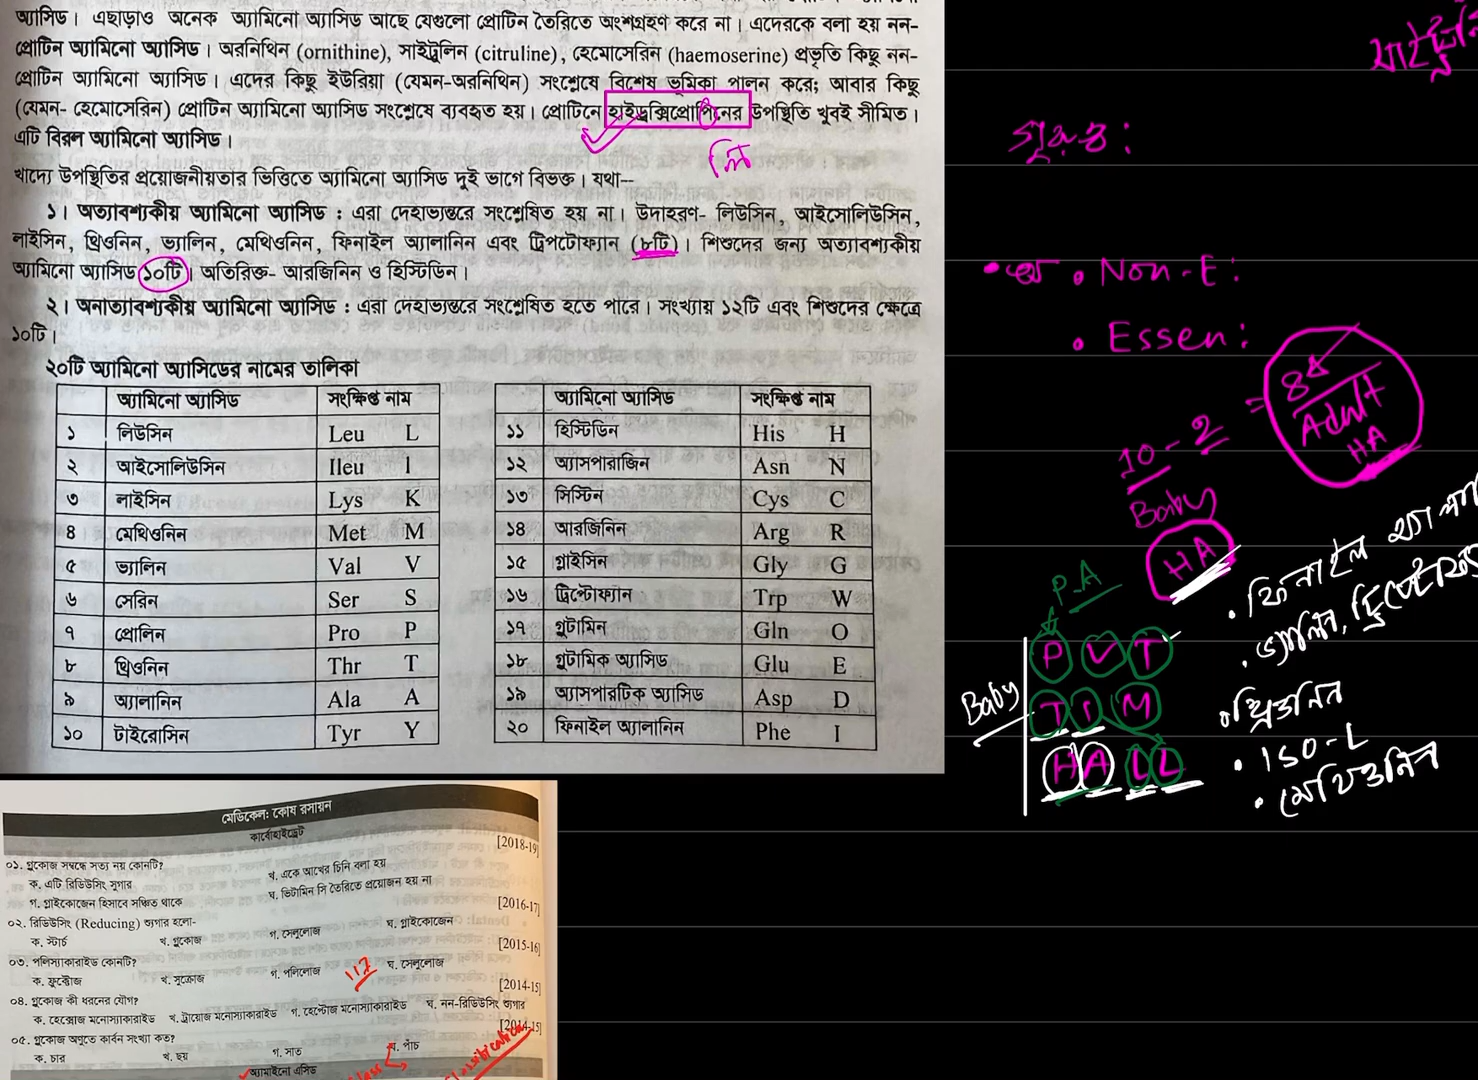 অ্যাসিড। এছাড়াও অনেক অ্যামিনো অ্যাসিড আছে যেগুলো প্রোটিন তৈরিতে অংশগ্রহণ করে না। এদেরকে বলা হয় নন-
প্রোটিন অ্যামিনো অ্যাসিড। অরনিথিন (ornithine), সাইট্রুলিন (citruline), হেমোসেরিন (haemoserine) প্রভৃতি কিছু নন-
প্রোটিন অ্যামিনো অ্যাসিড। এদের কিছু ইউরিয়া (যেমন-অরনিথিন) সংশ্লেষে বিশেষ ভূমিকা পালন করে; আবার কিছু
(যেমন- হেমোসেরিন) প্রোটিন অ্যামিনো অ্যাসিড সংশ্লেষে ব্যবহৃত হয়। প্রোটিনে হাইড্রক্সিপ্রোপিনের উপস্থিতি খুবই সীমিত।
এটি বিরল অ্যামিনো অ্যাসিড।
লি
খাদ্যে উপস্থিতির প্রয়োজনীয়তার ভিত্তিতে অ্যামিনো অ্যাসিড দুই ভাগে বিভক্ত। যথা--
১। অত্যাবশ্যকীয় অ্যামিনো অ্যাসিড : এরা দেহাভ্যন্তরে সংশ্লেষিত হয় না। উদাহরণ- লিউসিন, আইসোলিউসিন,
লাইসিন, থ্রিওনিন, ভ্যালিন, মেথিওনিন, ফিনাইল অ্যালানিন এবং ট্রিপটোফ্যান (৮টি)। শিশুদের জন্য অত্যাবশ্যকীয়
অ্যামিনো অ্যাসিড ১০টি। অতিরিক্ত- আরজিনিন ও হিস্টিডিন।
২। অনাত্যাবশ্যকীয় অ্যামিনো অ্যাসিড : এরা দেহাভ্যন্তরে সংশ্লেষিত হতে পারে। সংখ্যায় ১২টি এবং শিশুদের ক্ষেত্রে
১০টি।
২০টি অ্যামিনো অ্যাসিডের নামের তালিকা
অ্যামিনো অ্যাসিড সংক্ষিপ্ত নাম
১ লিউসিন Leu L
২ আইসোলিউসিন Ileu I
৩ লাইসিন Lys K
৪ মেথিওনিন Met M
৫ ভ্যালিন Val V
৬ সেরিন Ser S
৭ প্রোলিন Pro P
৮ থ্রিওনিন Thr T
৯ অ্যালানিন Ala A
১০ টাইরোসিন Tyr Y
অ্যামিনো অ্যাসিড সংক্ষিপ্ত নাম
১১ হিস্টিডিন His H
১২ অ্যাসপারাজিন Asn N
১৩ সিস্টিন Cys C
১৪ আরজিনিন Arg R
১৫ গ্লাইসিন Gly G
১৬ ট্রিপ্টোফ্যান Trp W
১৭ গ্লুটামিন Gln O
১৮ গ্লুটামিক অ্যাসিড Glu E
১৯ অ্যাসপারটিক অ্যাসিড Asp D
২০ ফিনাইল অ্যালানিন Phe I
Non-E:
Essen:
10 - 2 = 8
Baby
Adult
HA
HA
P-A
P V T
Baby
T I M
HALL
ফিনাইল
ভ্যালিন,
থ্রিওনিন
ISO-L
মেথিওনিন
মেডিকেল: কোষ রসায়ন
কার্বোহাইড্রেট
০১. গ্লুকোজ সম্বন্ধে সত্য নয় কোনটি? [2018-19]
ক. এটি রিডিউসিং সুগার খ. একে আখের চিনি বলা হয়
গ. গ্লাইকোজেন হিসাবে সঞ্চিত থাকে ঘ. ভিটামিন সি তৈরিতে প্রয়োজন হয় না
০২. রিডিউসিং (Reducing) শুগার হলো- [2016-17]
ক. স্টার্চ খ. গ্লুকোজ গ. সেলুলোজ ঘ. গ্লাইকোজেন
০৩. পলিস্যাকারাইড কোনটি? [2015-16]
ক. ফ্রুক্টোজ খ. সুক্রোজ গ. পলিলোজ ঘ. সেলুলোজ
০৪. গ্লুকোজ কী ধরনের যৌগ? [2014-15]
ক. হেক্সোজ মনোস্যাকারাইড খ. ট্রায়োজ মনোস্যাকারাইড গ. হেপ্টোজ মনোস্যাকারাইড ঘ. নন-রিডিউসিং শুগার
০৫. গ্লুকোজ অণুতে কার্বন সংখ্যা কত? [2014-15]
ক. চার খ. ছয় গ. সাত ঘ. পাঁচ
অ্যামাইনো এসিড